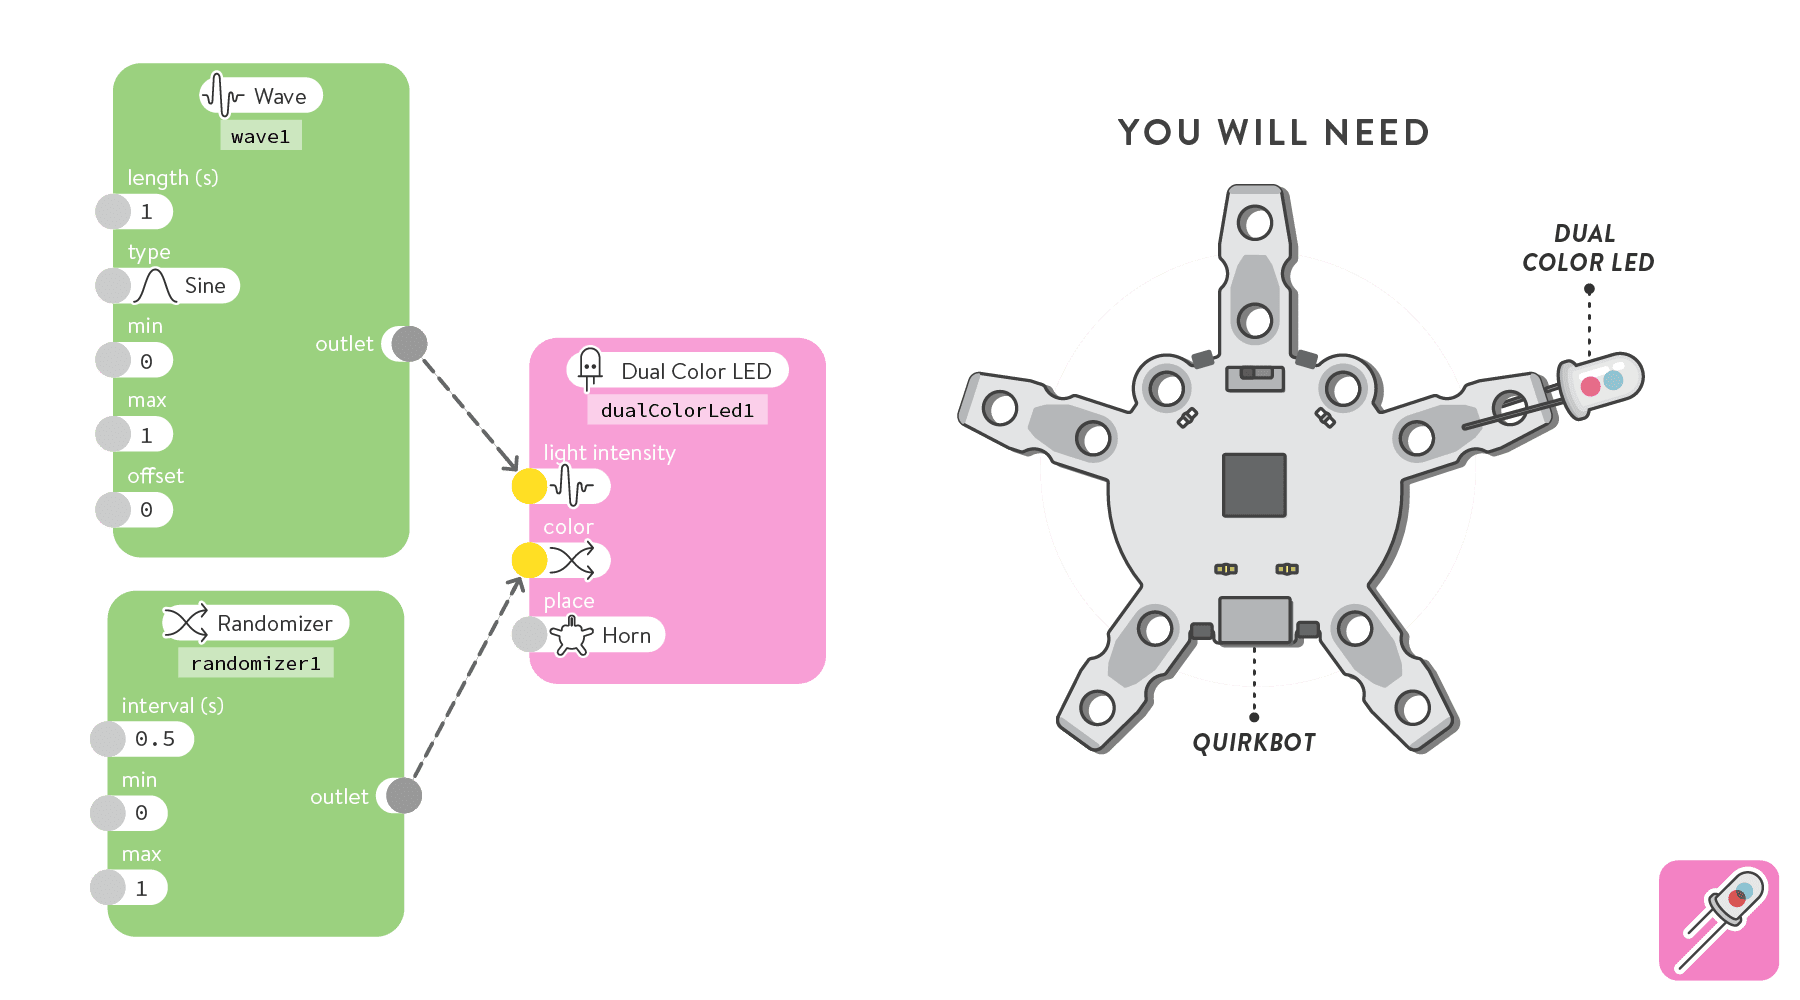 Wave
wave1
length (s)
1
type
Sine
min
0
max
1
offset
0
outlet
Randomizer
randomizer1
interval (s)
0.5
min
0
max
1
outlet
Dual Color LED
dualColorLed1
light intensity
color
place
Horn
YOU WILL NEED
DUAL
COLOR LED
QUIRKBOT